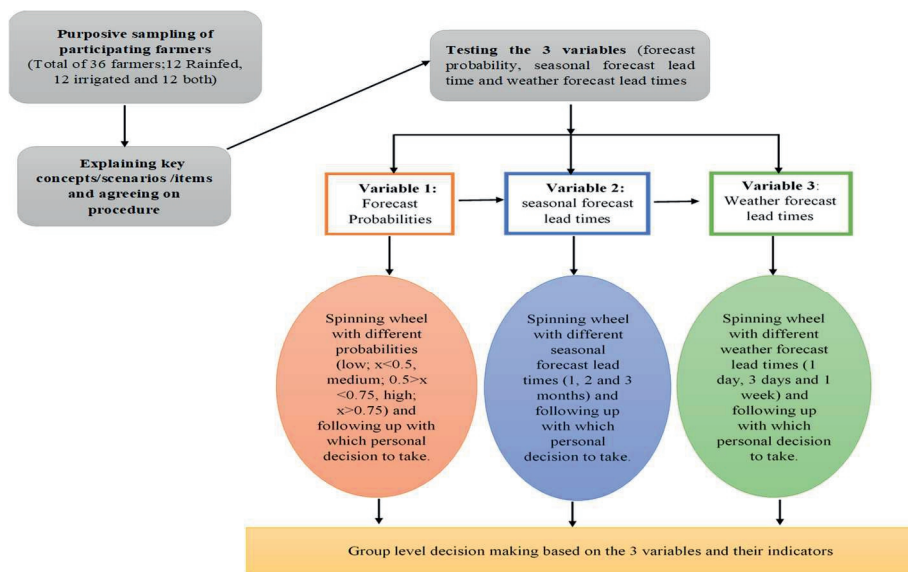 Purposive sampling of
participating farmers
(Total of 36 farmers;12 Rainfed,
12 irrigated and 12 both)
Testing the 3 variables (forecast
probability, seasonal forecast lead
time and weather forecast lead times
Explaining key
concepts/scenarios /items
and agreeing on
procedure
Variable 1:
Forecast
Probabilities
Variable 2:
seasonal forecast
lead times
Variable 3:
Weather forecast
lead times
Spinning wheel
with different
probabilities
(low; x<0.5,
medium; 0.5>x
<0.75, high;
x>0.75) and
following up with
which personal
decision to take.
Spinning wheel
with different
seasonal
forecast lead
times (1, 2 and 3
months) and
following up
with which
personal
decision to take.
Spinning wheel
with different
weather forecast
lead times (1
day, 3 days and 1
week) and
following up
with which
personal decision
to take.
Group level decision making based on the 3 variables and their indicators